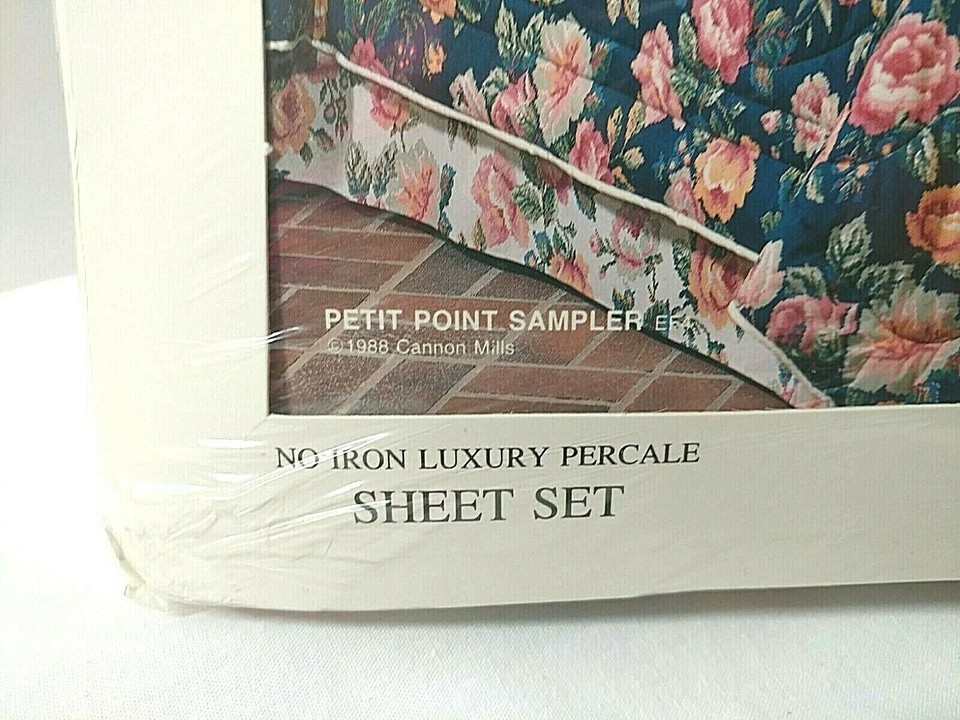 PETIT POINT SAMPLER
©1988 Cannon Mills
NO IRON LUXURY PERCALE
SHEET SET